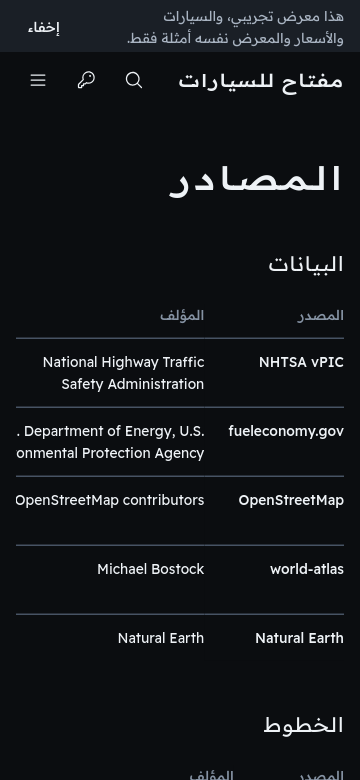 هذا معرض تجريبي، والسيارات
والأسعار والمعرض نفسه أمثلة فقط.
إخفاء
مفتاح للسيارات
المصادر
البيانات
المصدر المؤلف
NHTSA vPIC National Highway Traffic
Safety Administration
fueleconomy.gov . Department of Energy, U.S.
onmental Protection Agency
OpenStreetMap OpenStreetMap contributors
world-atlas Michael Bostock
Natural Earth Natural Earth
الخطوط
المصدر المؤلف